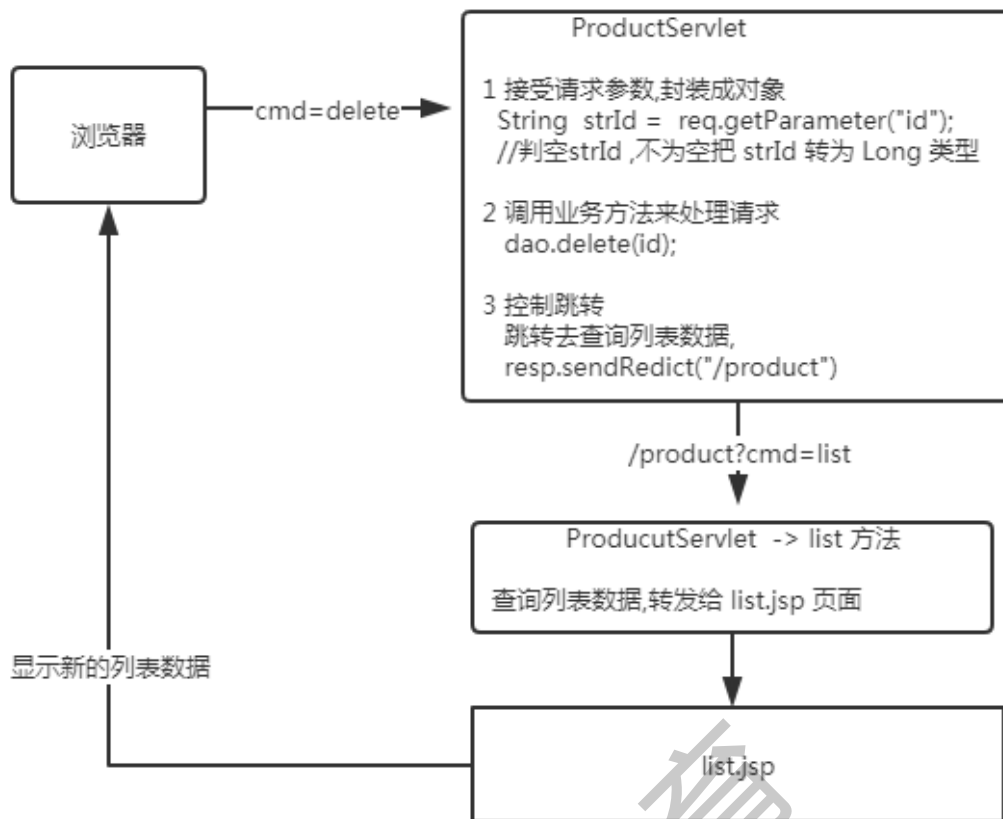 ProductServlet
浏览器
cmd=delete
1 接受请求参数,封装成对象
String strId = req.getParameter("id");
//判空strId ,不为空把 strId 转为 Long 类型
2 调用业务方法来处理请求
dao.delete(id);
3 控制跳转
跳转去查询列表数据,
resp.sendRedict("/product")
/product?cmd=list
ProducutServlet -> list 方法
查询列表数据,转发给 list.jsp 页面
显示新的列表数据
list.jsp